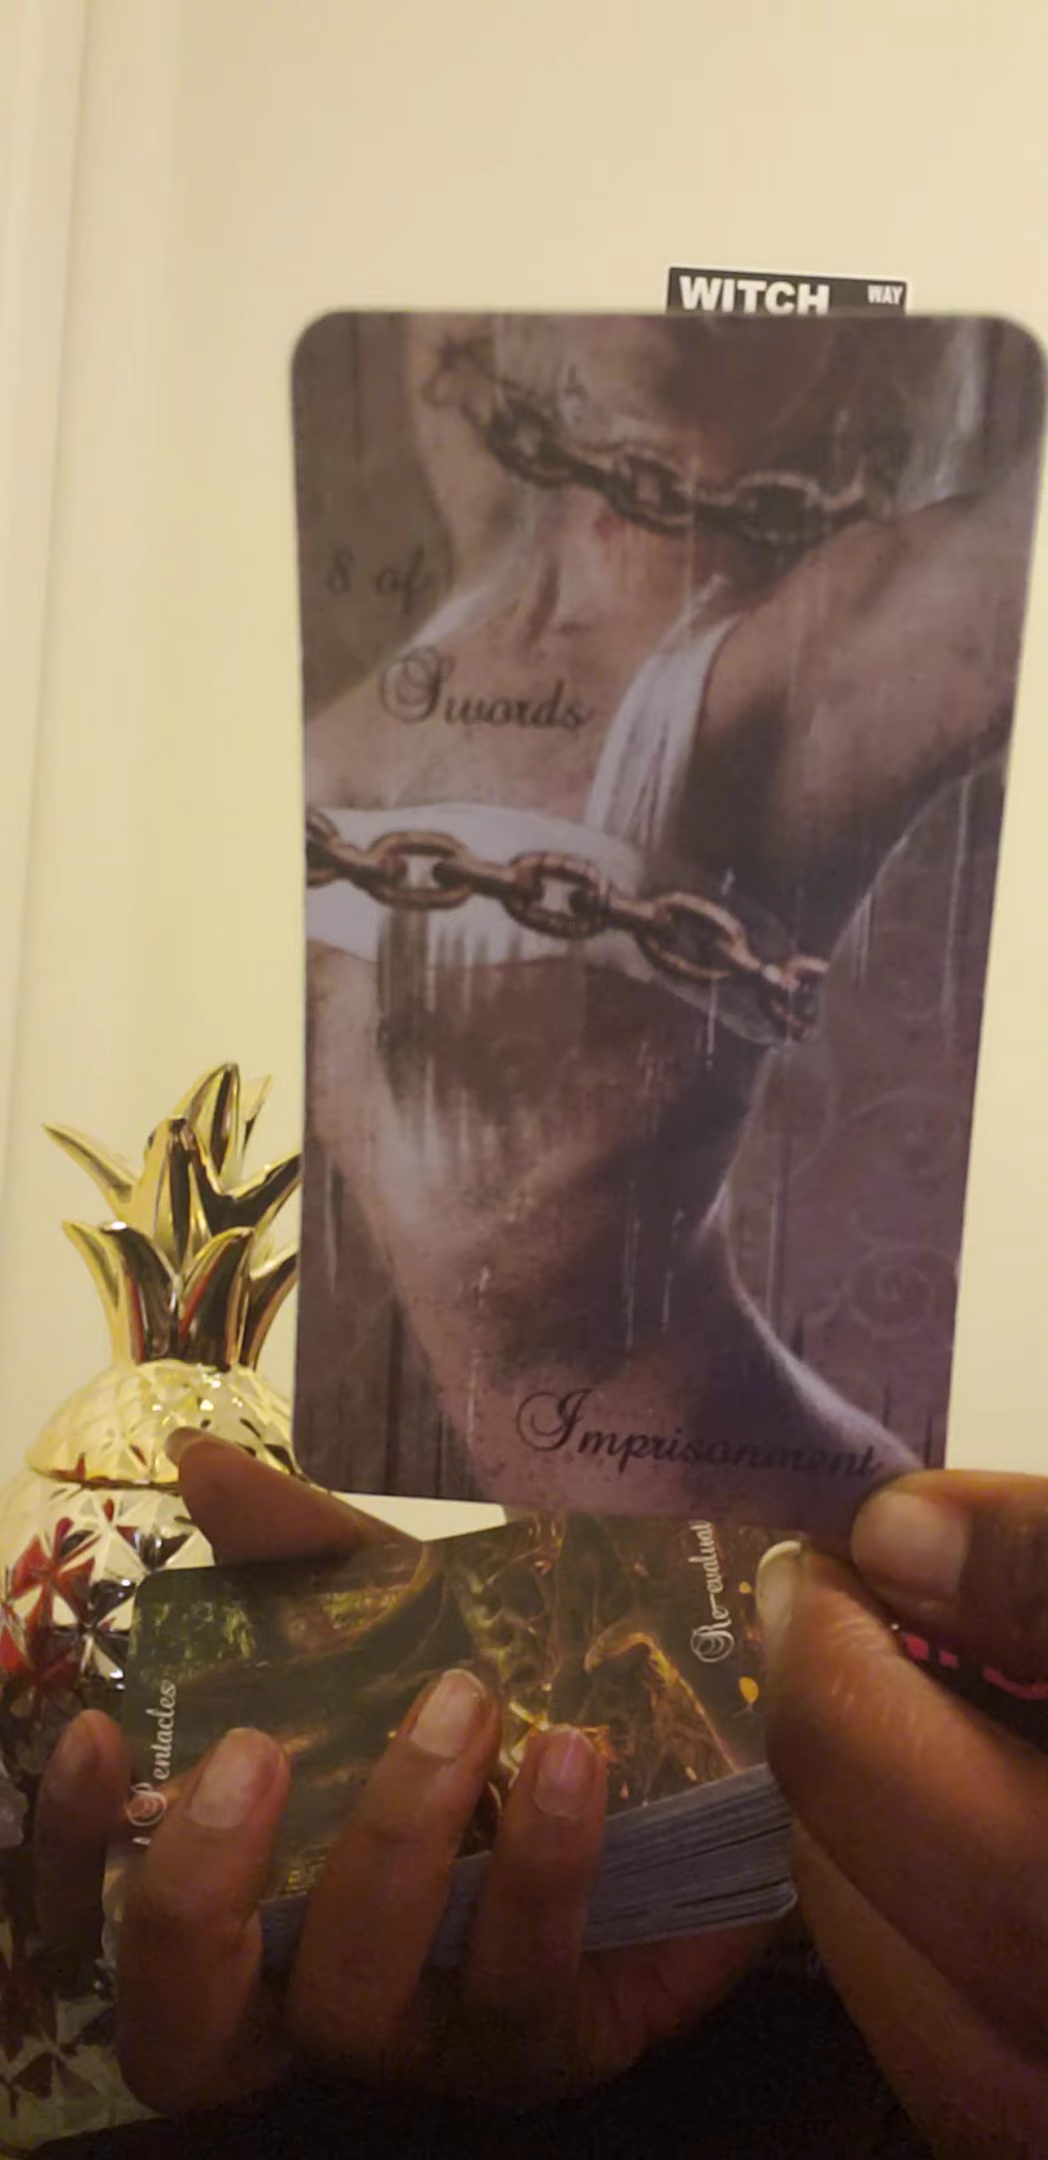 WITCH WAY
8 of
Swords
Imprisonment
Re-evaluat
Pentacles